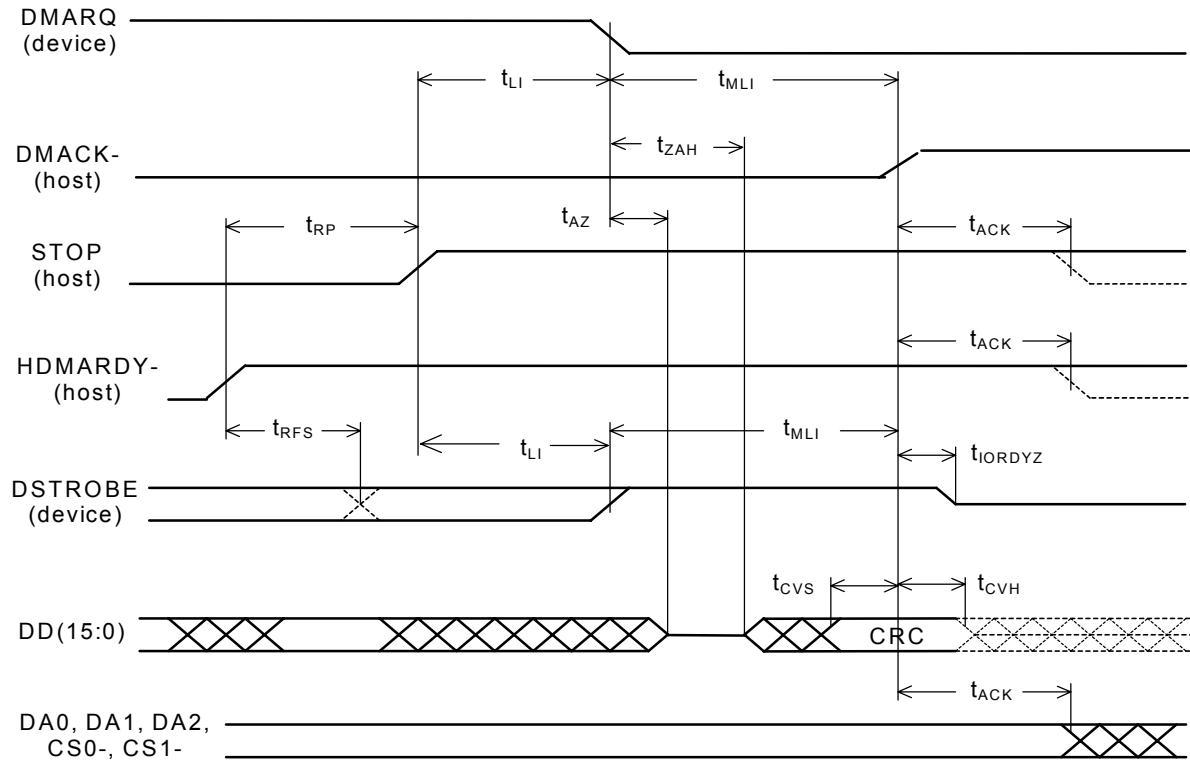 DMARQ
(device)
tLI
tMLI
DMACK-
(host)
tZAH
tAZ
tRP
tACK
STOP
(host)
tACK
HDMARDY-
(host)
tRFS
tLI
tMLI
tIORDYZ
DSTROBE
(device)
tCVS
tCVH
DD(15:0)
CRC
tACK
DA0, DA1, DA2,
CS0-, CS1-